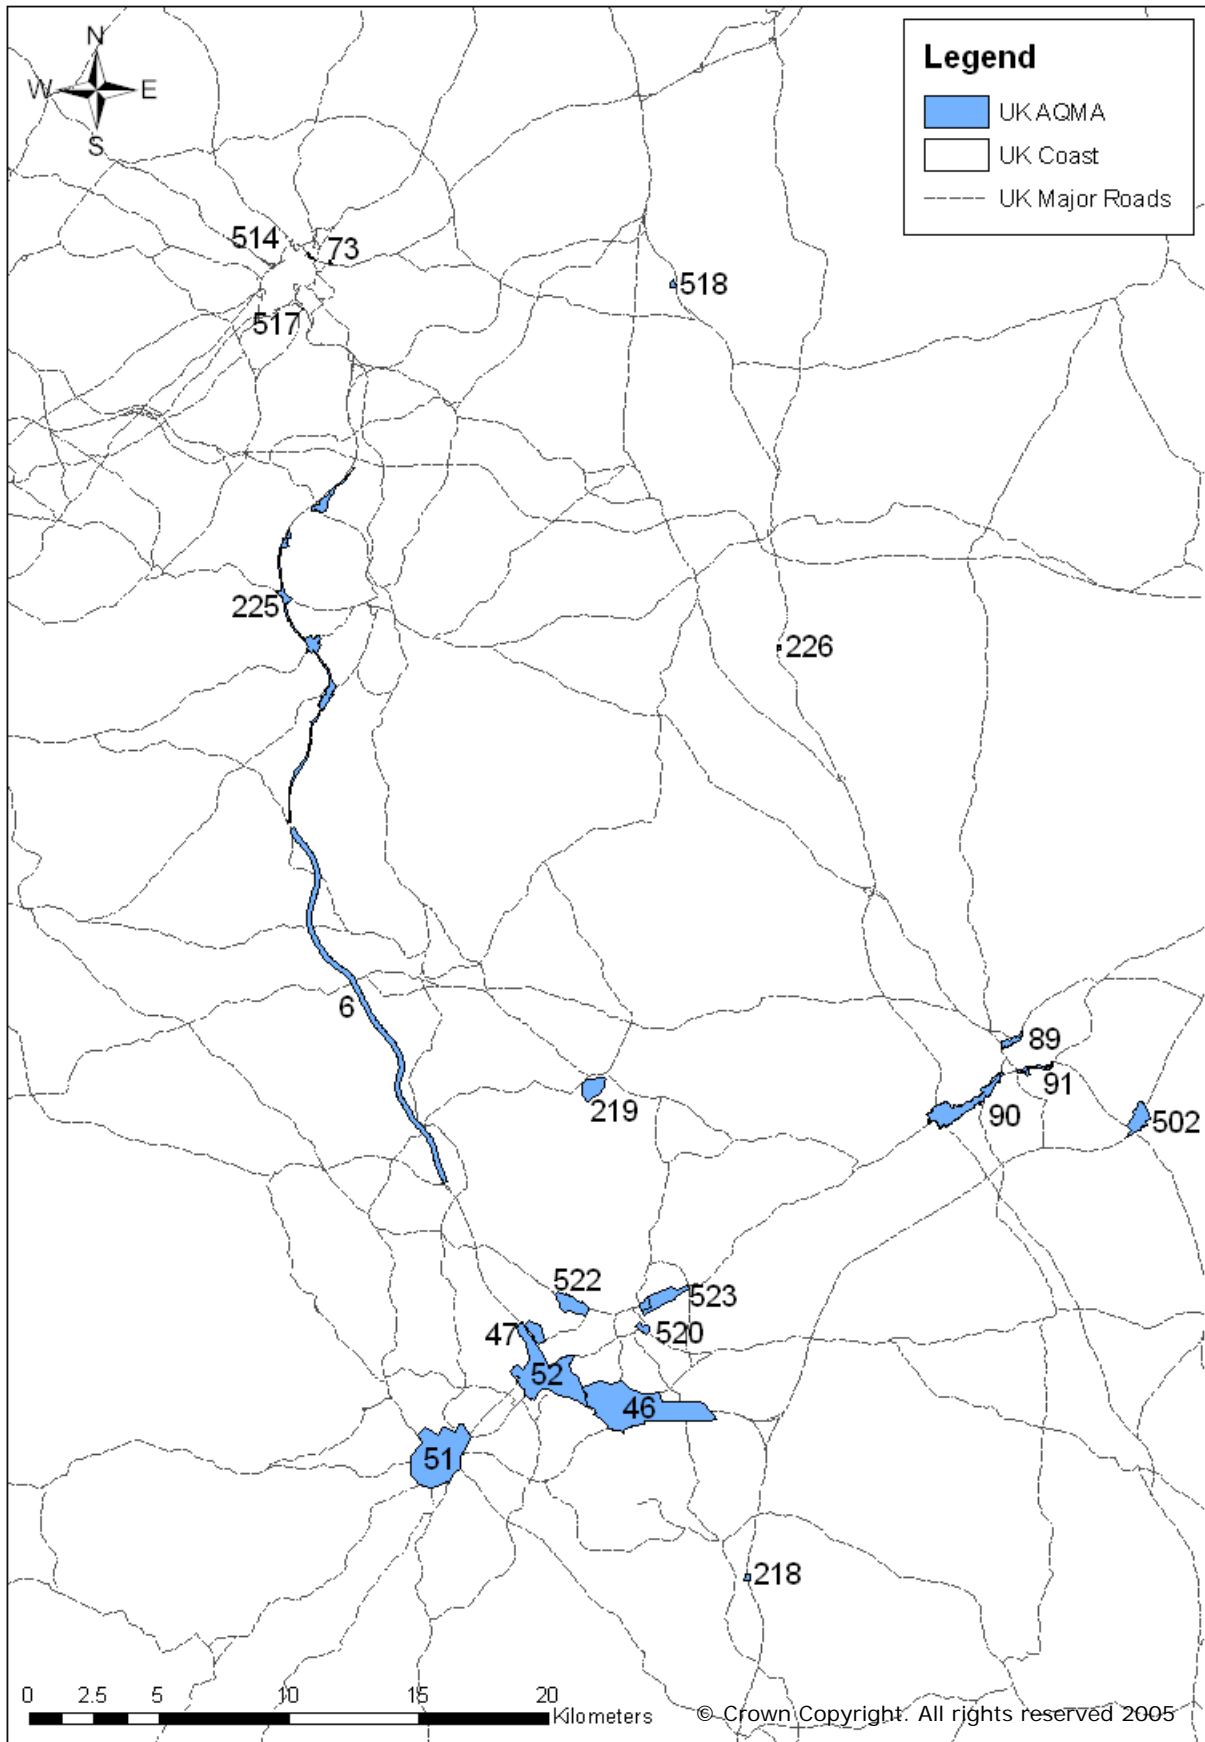 N
W E
S
Legend
UK AQMA
UK Coast
UK Major Roads
514
73
518
517
225
226
6
89
91
219
90
502
522
523
47
520
52
46
51
218
0 2.5 5 10 15 20
Kilometers
© Crown Copyright. All rights reserved 2005